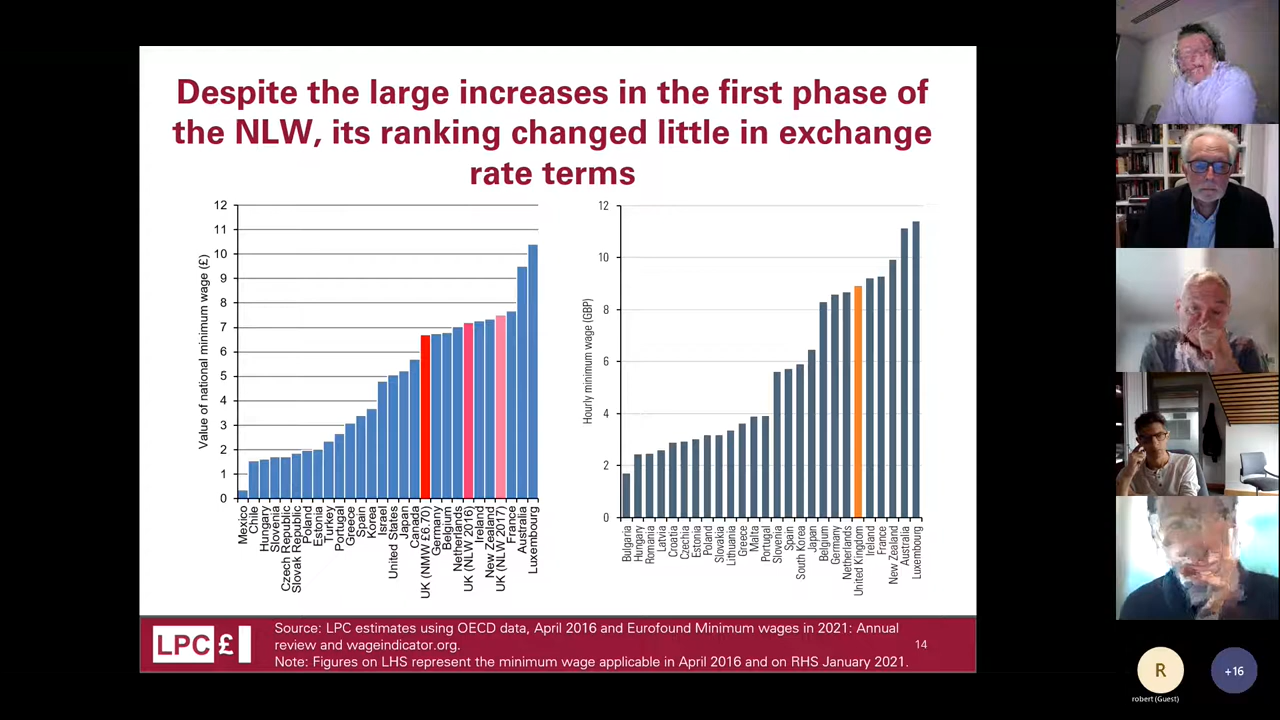 Despite the large increases in the first phase of
the NLW, its ranking changed little in exchange
rate terms
Value of national minimum wage (£)
12
11
10
9
8
7
6
5
4
3
2
1
0
Mexico
Chile
Hungary
Slovenia
Czech Republic
Slovak Republic
Poland
Estonia
Turkey
Portugal
Greece
Spain
Korea
Israel
United States
Japan
Canada
UK (NMW £6.70)
Germany
Belgium
Netherlands
UK (NLW 2016)
Ireland
New Zealand
UK (NLW 2017)
France
Australia
Luxembourg
Hourly minimum wage (GBP)
12
10
8
6
4
2
0
Bulgaria
Hungary
Romania
Latvia
Croatia
Czechia
Estonia
Poland
Slovakia
Lithuania
Greece
Malta
Portugal
Slovenia
Spain
South Korea
Japan
Belgium
Germany
Netherlands
United Kingdom
Ireland
France
New Zealand
Australia
Luxembourg
LPC £
Source: LPC estimates using OECD data, April 2016 and Eurofound Minimum wages in 2021: Annual
review and wageindicator.org.
Note: Figures on LHS represent the minimum wage applicable in April 2016 and on RHS January 2021.
14
R
robert (Guest)
+16